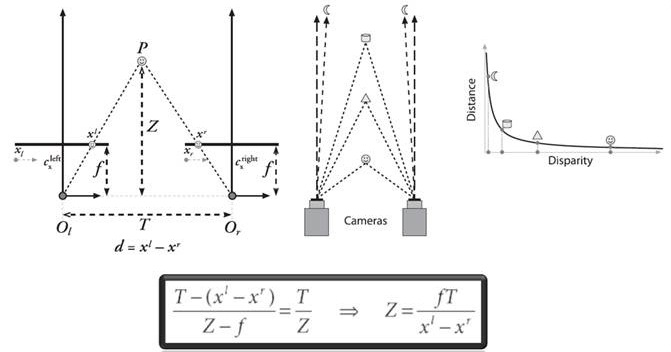 P
Z
x^l
x^r
x_l
c_x^left
f
x_r
c_x^right
f
T
O_l
O_r
d = x^l − x^r
Cameras
Distance
Disparity
T−(x^l−x^r) / Z−f = T / Z ⇒ Z = fT / x^l−x^r